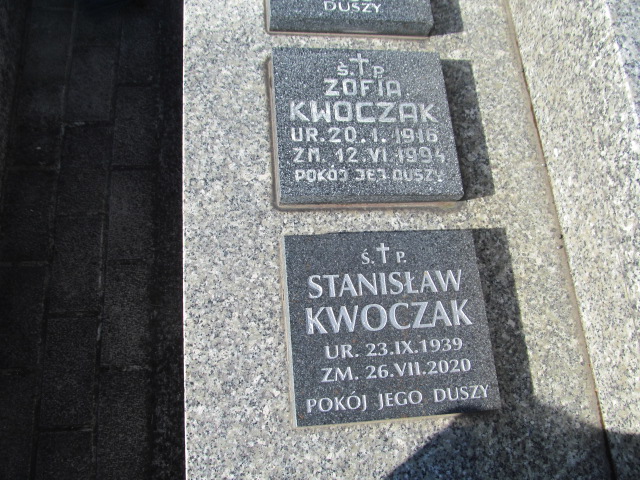 DUSZY
Ś.✝P.
ZOFIA
KWOCZAK
UR. 20.I.1916
ZM. 12.VI.1994
POKÓJ JEJ DUSZY
Ś.✝P.
STANISŁAW
KWOCZAK
UR. 23.IX.1939
ZM. 26.VII.2020
POKÓJ JEGO DUSZY